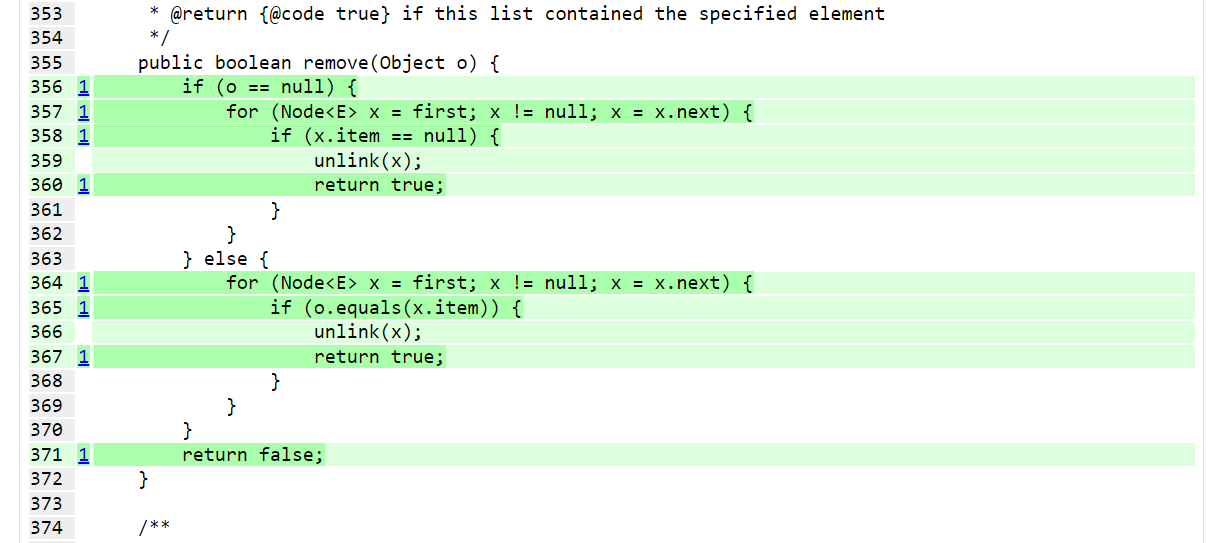 353 * @return {@code true} if this list contained the specified element
354 */
355 public boolean remove(Object o) {
356 1 if (o == null) {
357 1 for (Node<E> x = first; x != null; x = x.next) {
358 1 if (x.item == null) {
359 unlink(x);
360 1 return true;
361 }
362 }
363 } else {
364 1 for (Node<E> x = first; x != null; x = x.next) {
365 1 if (o.equals(x.item)) {
366 unlink(x);
367 1 return true;
368 }
369 }
370 }
371 1 return false;
372 }
373
374 /**